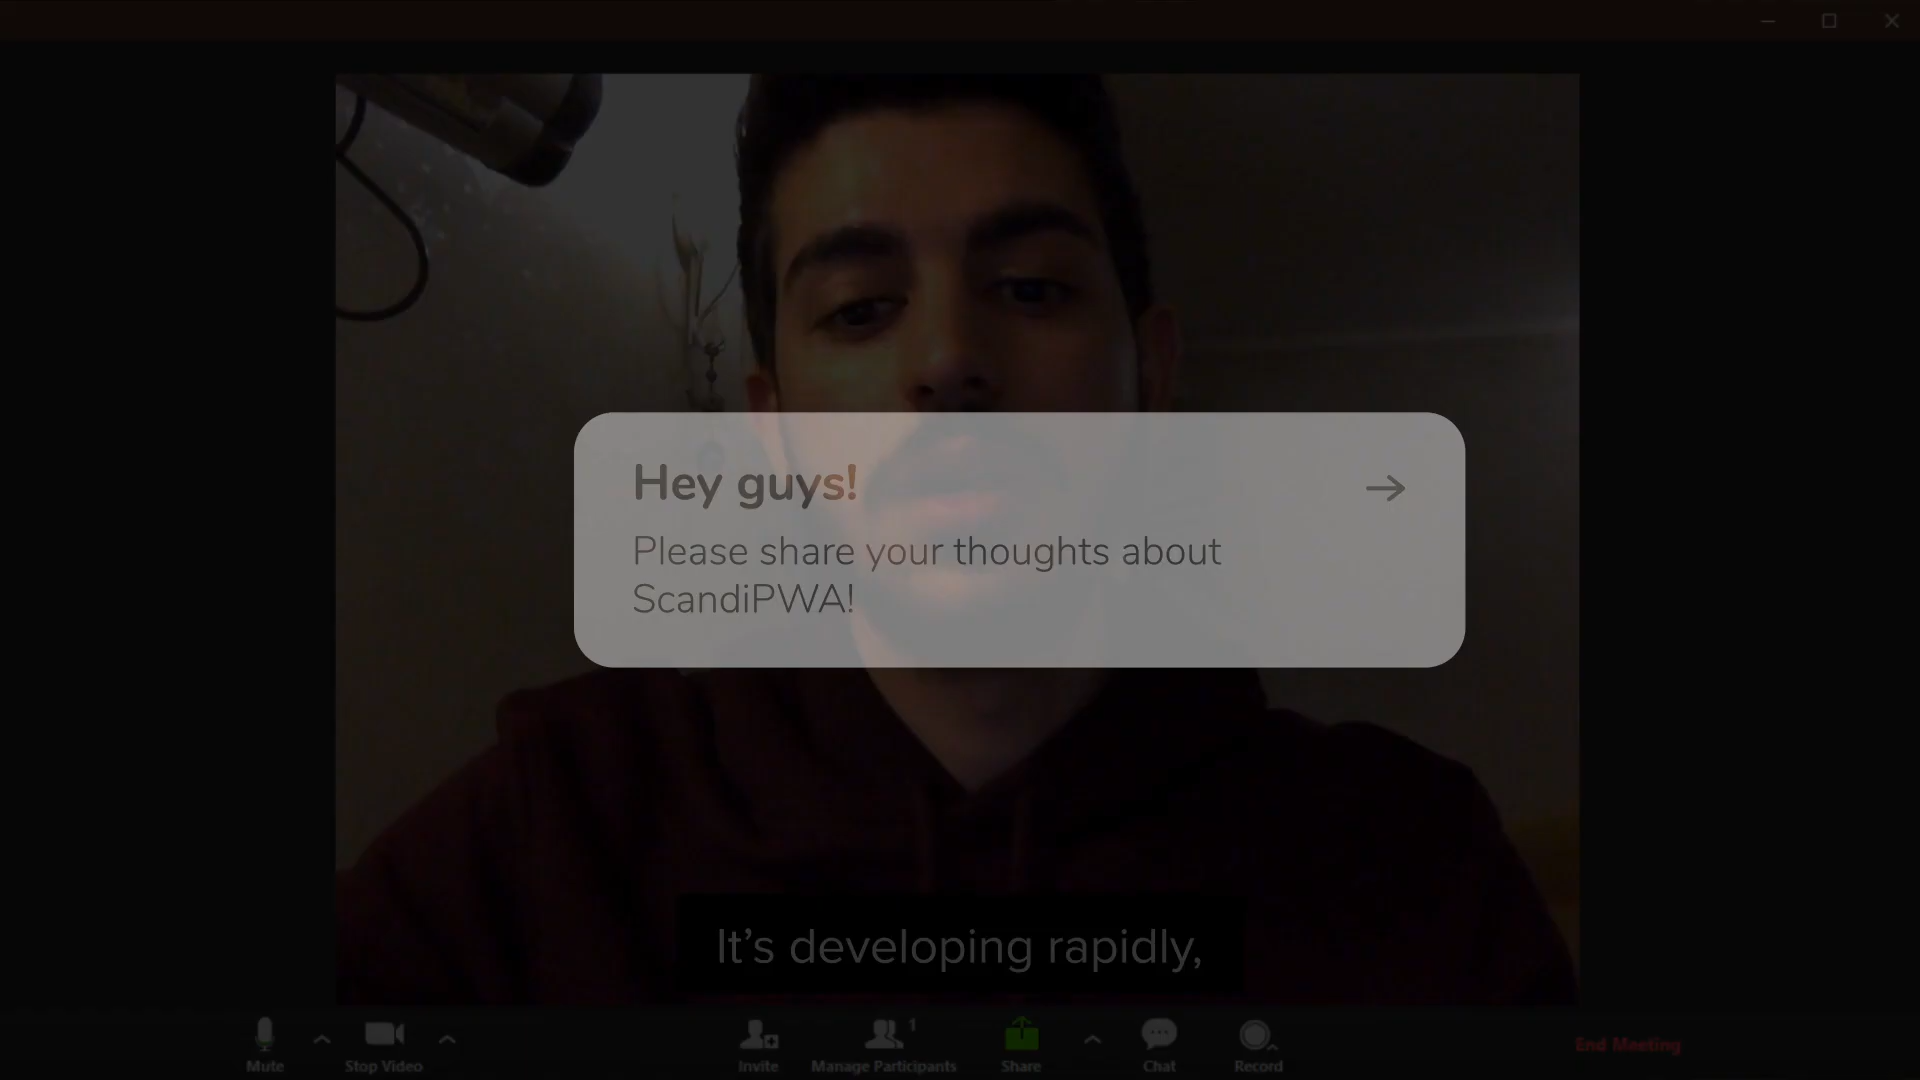 Hey guys!
Please share your thoughts about
ScandiPWA!
It’s developing rapidly,
Mute
Stop Video
Invite
1
Manage Participants
Share
Chat
Record
End Meeting